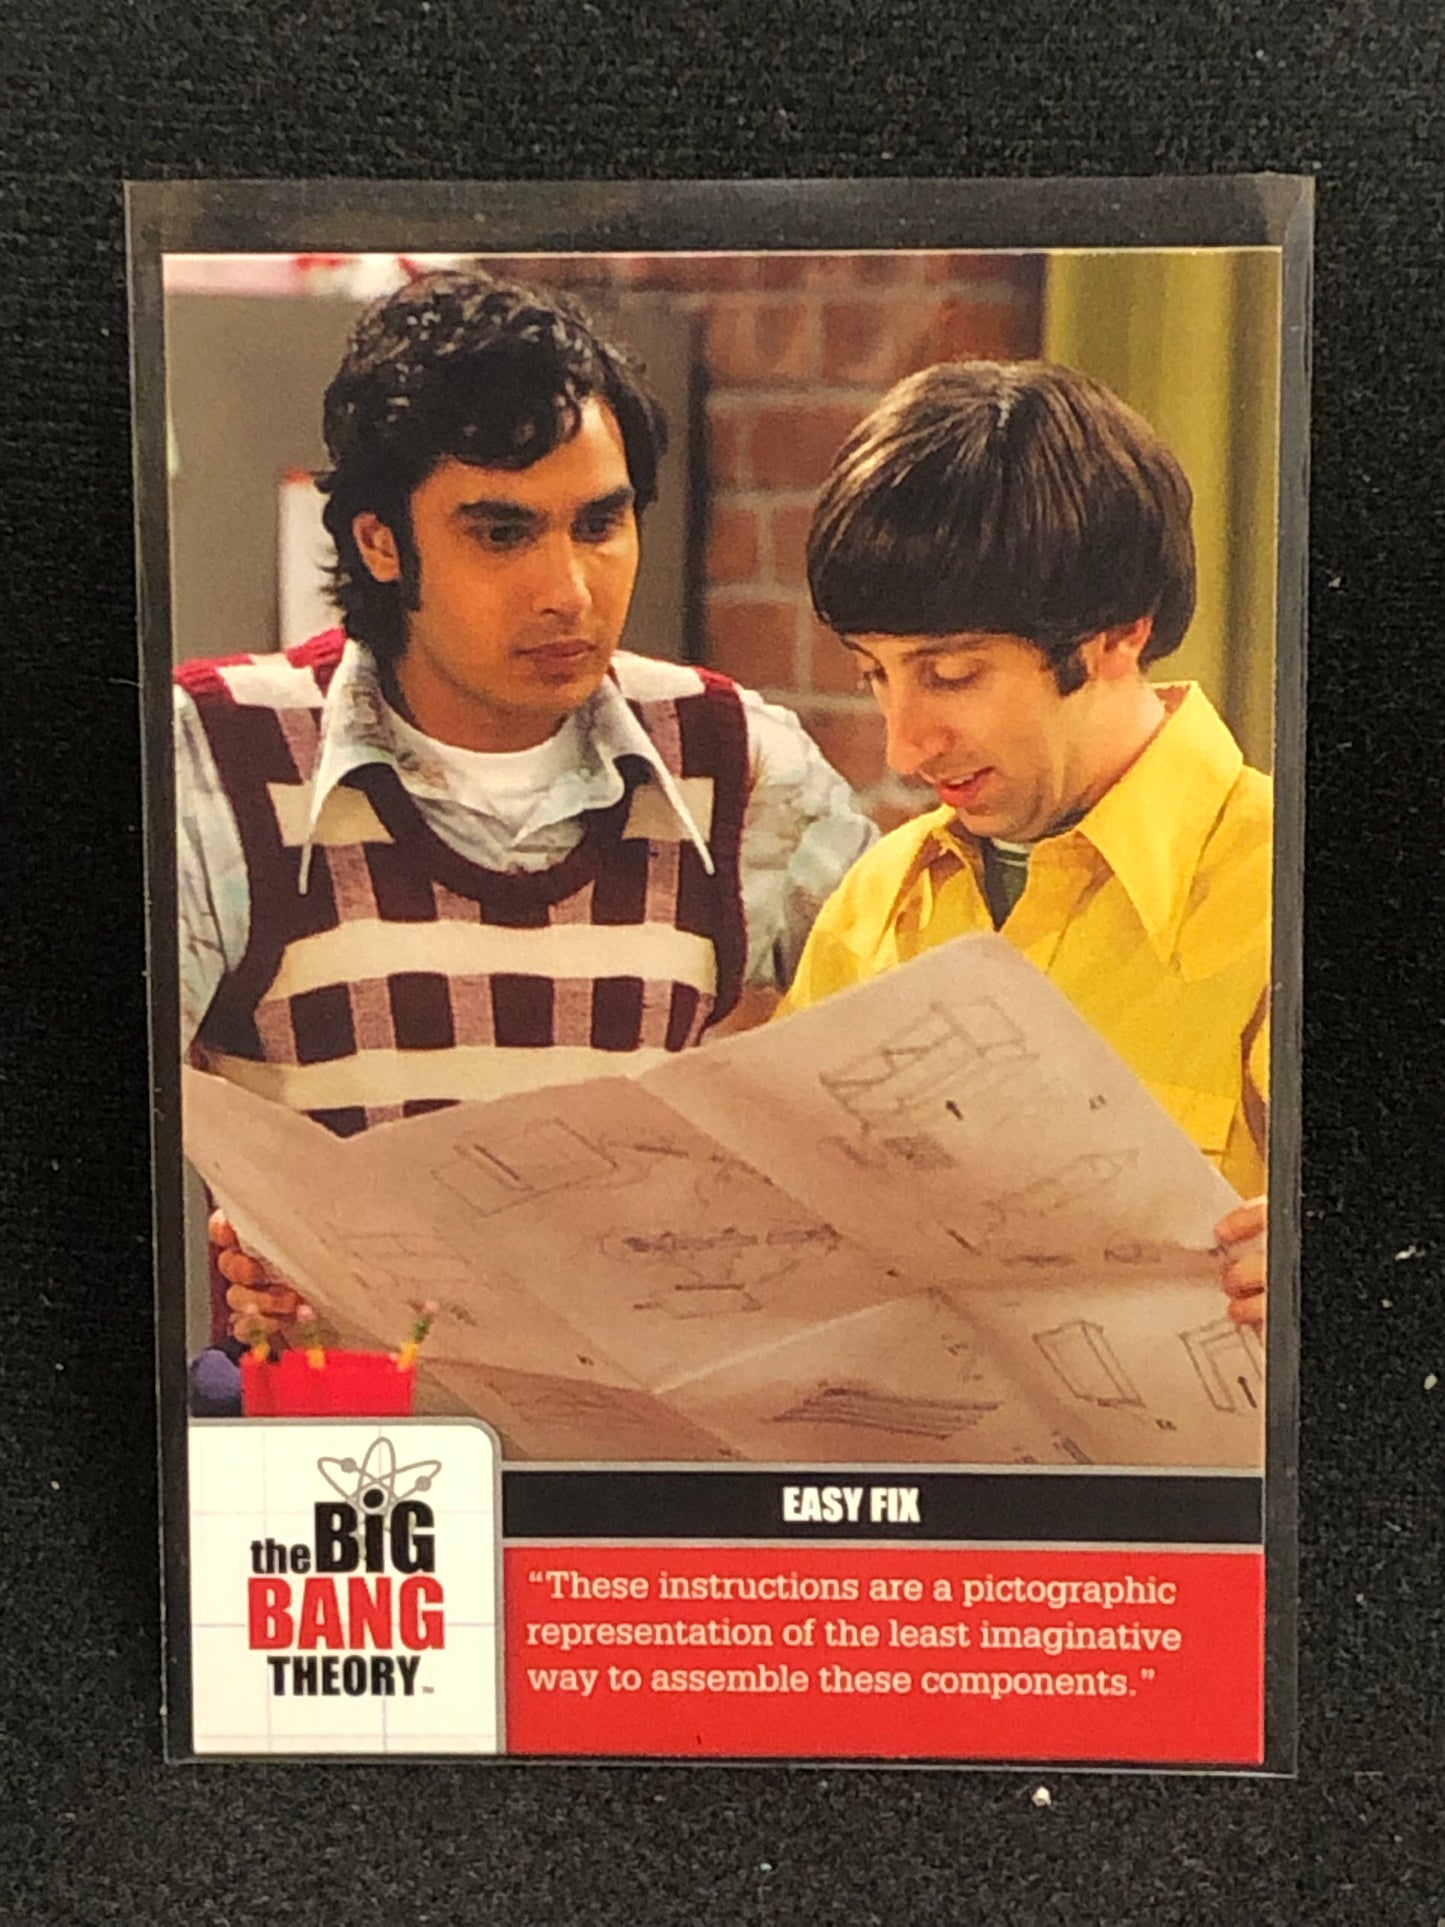 EASY FIX
the BiG
BANG
THEORY™
“These instructions are a pictographic
representation of the least imaginative
way to assemble these components.”